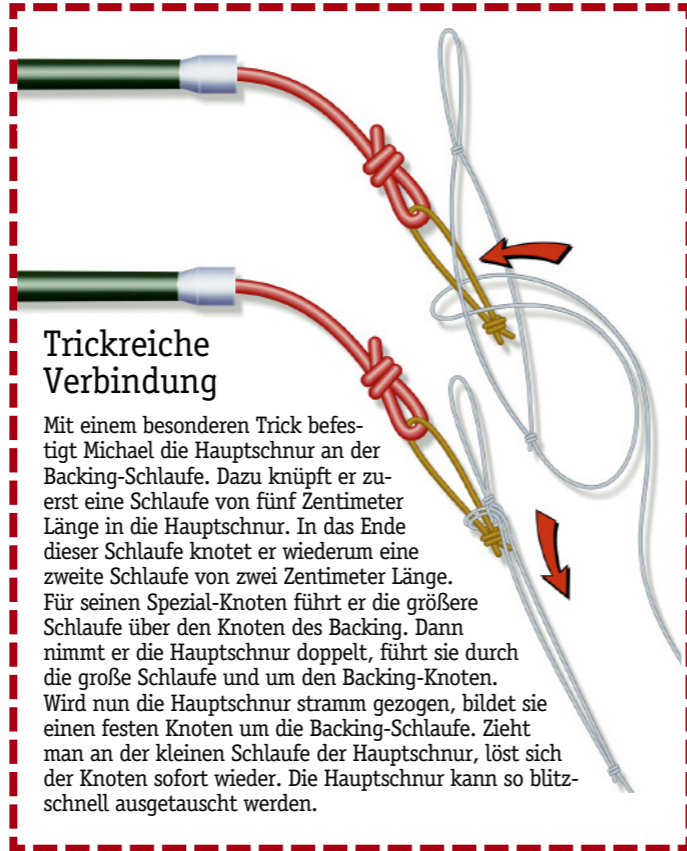 Trickreiche
Verbindung
Mit einem besonderen Trick befes-
tigt Michael die Hauptschnur an der
Backing-Schlaufe. Dazu knüpft er zu-
erst eine Schlaufe von fünf Zentimeter
Länge in die Hauptschnur. In das Ende
dieser Schlaufe knotet er wiederum eine
zweite Schlaufe von zwei Zentimeter Länge.
Für seinen Spezial-Knoten führt er die größere
Schlaufe über den Knoten des Backing. Dann
nimmt er die Hauptschnur doppelt, führt sie durch
die große Schlaufe und um den Backing-Knoten.
Wird nun die Hauptschnur stramm gezogen, bildet sie
einen festen Knoten um die Backing-Schlaufe. Zieht
man an der kleinen Schlaufe der Hauptschnur, löst sich
der Knoten sofort wieder. Die Hauptschnur kann so blitz-
schnell ausgetauscht werden.